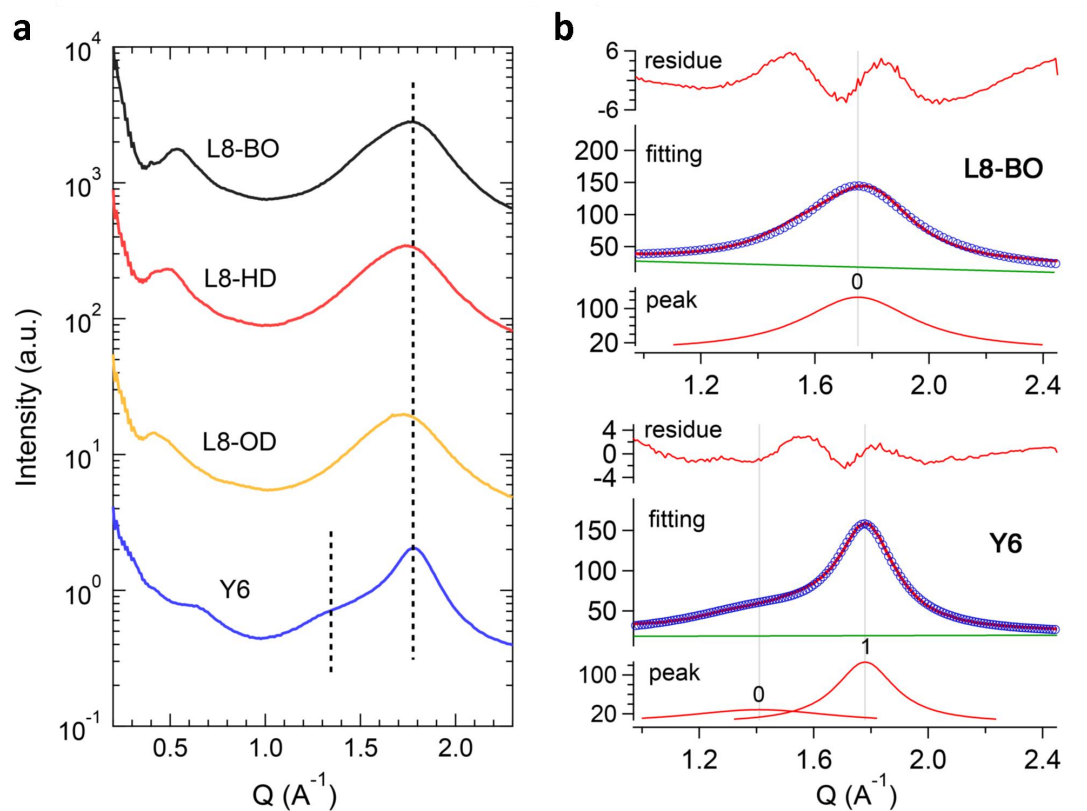 a
10^4
10^3
10^2
10^1
10^0
10^-1
Intensity (a.u.)
L8-BO
L8-HD
L8-OD
Y6
0.5 1.0 1.5 2.0
Q (A^-1)
b
6
-6
residue
200
150
100
50
fitting
L8-BO
0
100
20
peak
1.2 1.6 2.0 2.4
4
0
-4
residue
150
100
50
fitting
Y6
1
0
100
20
peak
1.2 1.6 2.0 2.4
Q (A^-1)